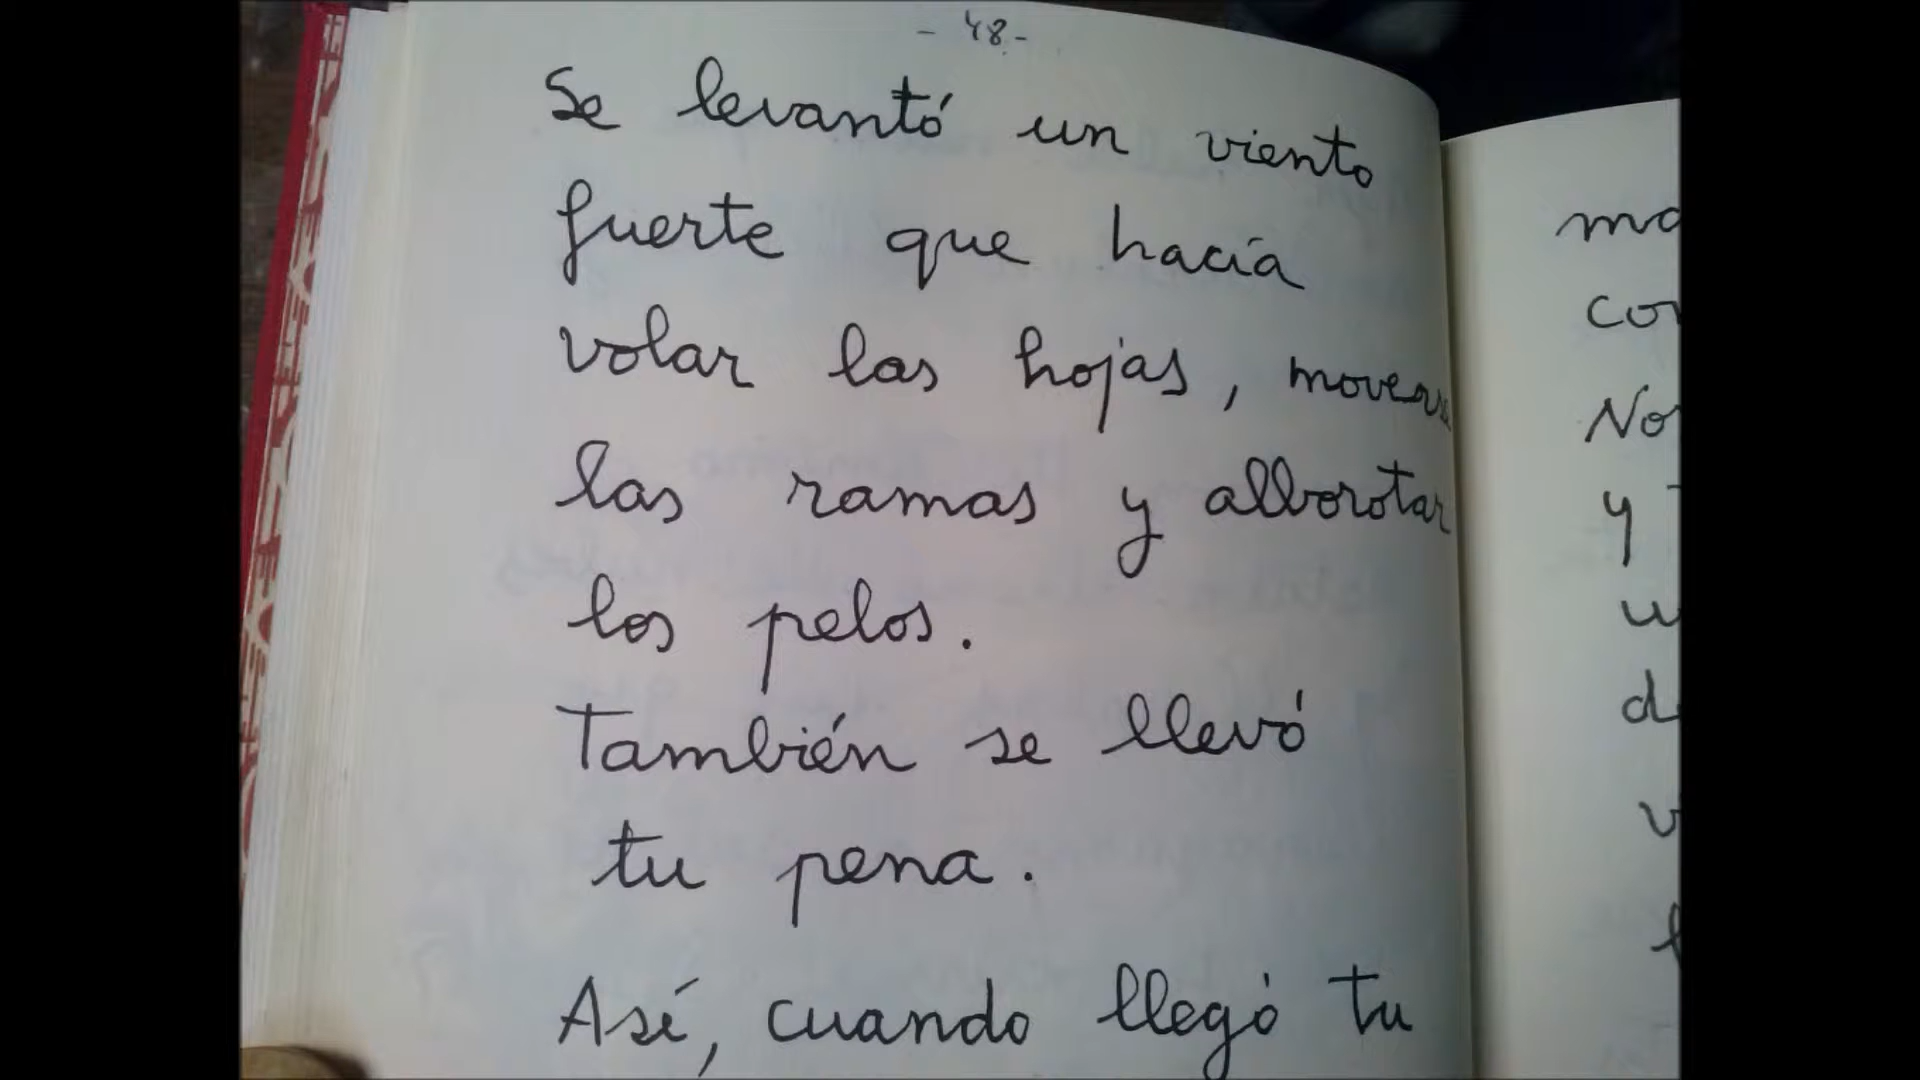 - 48 -
Se levantó un viento
fuerte que hacía
volar las hojas,
las ramas y alborotar
los pelos.
También se llevó
tu pena.
Así, cuando llegó tu
y